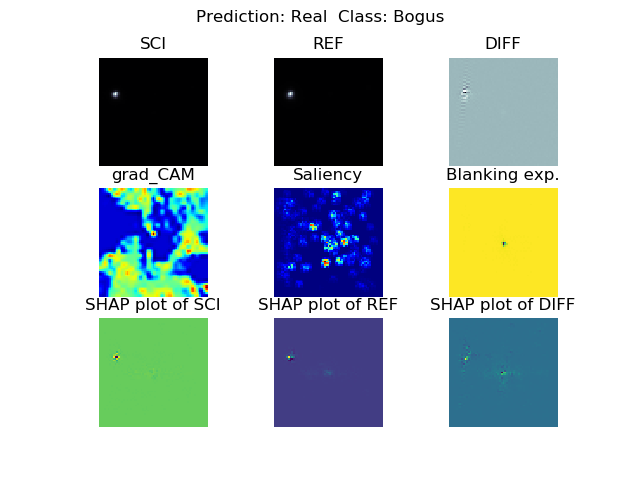 Prediction: Real  Class: Bogus
SCI
REF
DIFF
grad_CAM
Saliency
Blanking exp.
SHAP plot of SCI
SHAP plot of REF
SHAP plot of DIFF